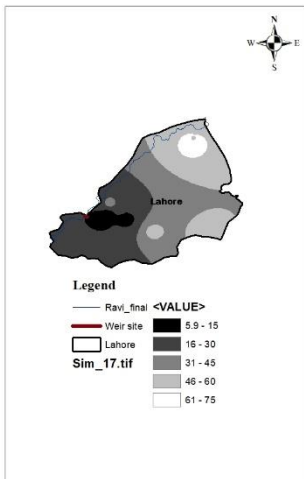 N
W E
S
Lahore
Legend
Ravi_final <VALUE>
Weir site 5.9 - 15
Lahore 16 - 30
Sim_17.tif 31 - 45
46 - 60
61 - 75